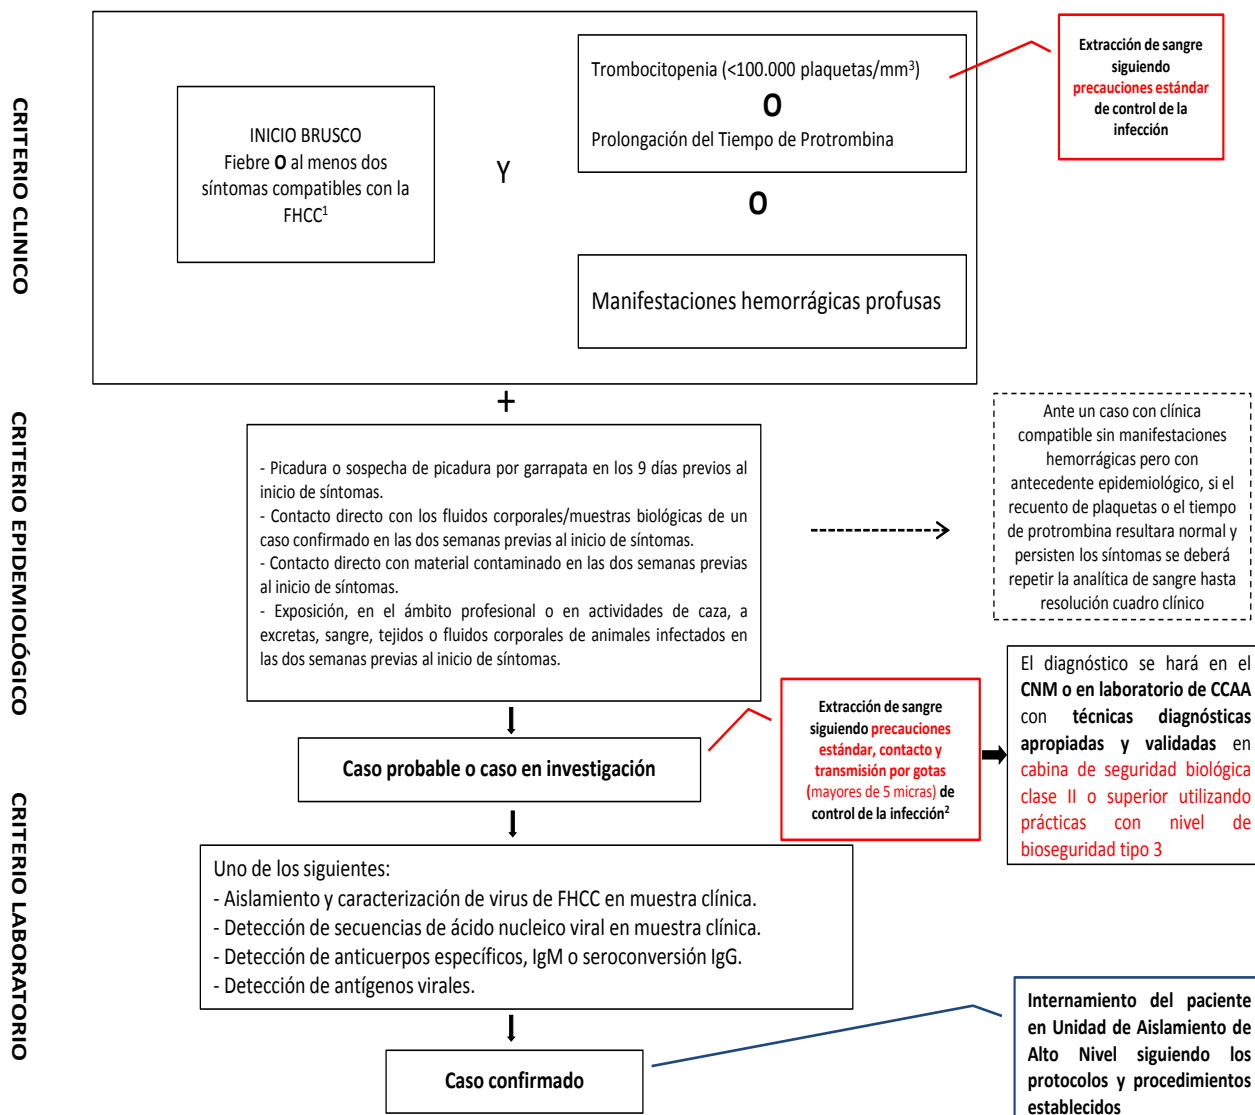 CRITERIO CLINICO
INICIO BRUSCO
Fiebre O al menos dos
síntomas compatibles con la
FHCC1
Y
Trombocitopenia (<100.000 plaquetas/mm3)
O
Prolongación del Tiempo de Protrombina
O
Manifestaciones hemorrágicas profusas
Extracción de sangre
siguiendo
precauciones estándar
de control de la
infección
+
CRITERIO EPIDEMIOLÓGICO
- Picadura o sospecha de picadura por garrapata en los 9 días previos al
inicio de síntomas.
- Contacto directo con los fluidos corporales/muestras biológicas de un
caso confirmado en las dos semanas previas al inicio de síntomas.
- Contacto directo con material contaminado en las dos semanas previas
al inicio de síntomas.
- Exposición, en el ámbito profesional o en actividades de caza, a
excretas, sangre, tejidos o fluidos corporales de animales infectados en
las dos semanas previas al inicio de síntomas.
Ante un caso con clínica
compatible sin manifestaciones
hemorrágicas pero con
antecedente epidemiológico, si el
recuento de plaquetas o el tiempo
de protrombina resultara normal y
persisten los síntomas se deberá
repetir la analítica de sangre hasta
resolución cuadro clínico
Caso probable o caso en investigación
Extracción de sangre
siguiendo precauciones
estándar, contacto y
transmisión por gotas
(mayores de 5 micras) de
control de la infección2
El diagnóstico se hará en el
CNM o en laboratorio de CCAA
con técnicas diagnósticas
apropiadas y validadas en
cabina de seguridad biológica
clase II o superior utilizando
prácticas con nivel de
bioseguridad tipo 3
CRITERIO LABORATORIO
Uno de los siguientes:
- Aislamiento y caracterización de virus de FHCC en muestra clínica.
- Detección de secuencias de ácido nucleico viral en muestra clínica.
- Detección de anticuerpos específicos, IgM o seroconversión IgG.
- Detección de antígenos virales.
Caso confirmado
Internamiento del paciente
en Unidad de Aislamiento de
Alto Nivel siguiendo los
protocolos y procedimientos
establecidos